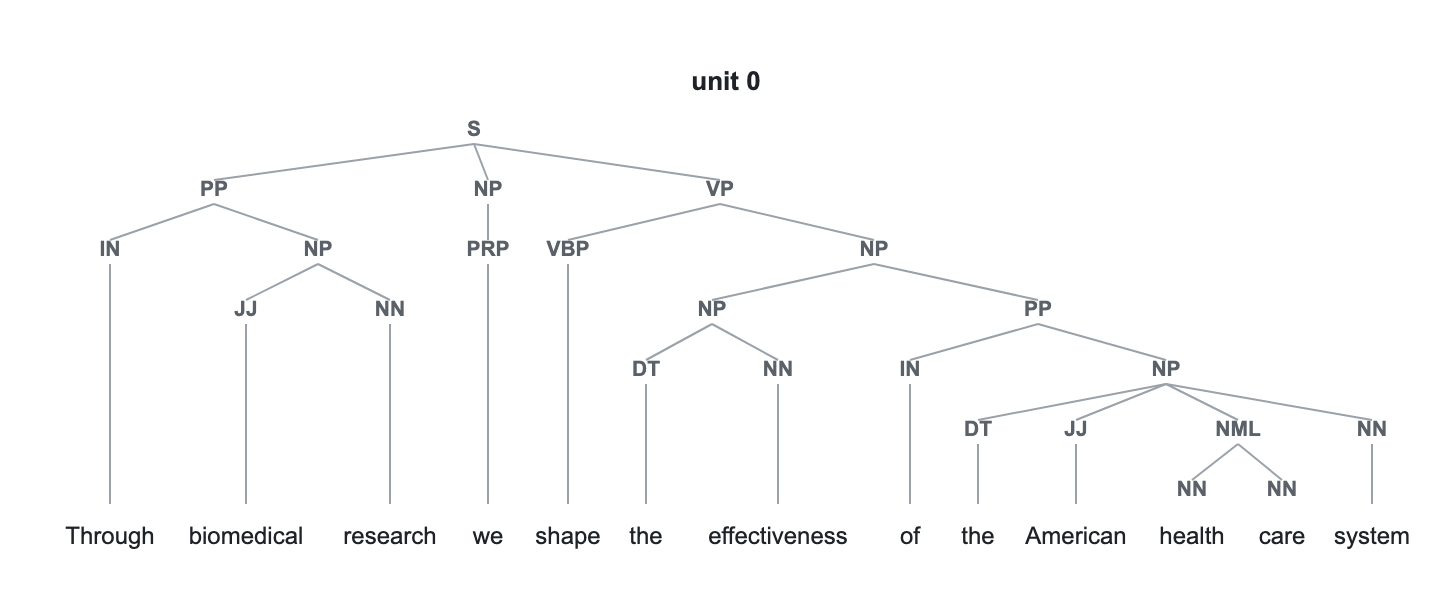 unit 0
S
PP NP VP
IN NP PRP VBP NP
JJ NN NP PP
DT NN IN NP
DT JJ NML NN
NN NN
Through biomedical research we shape the effectiveness of the American health care system